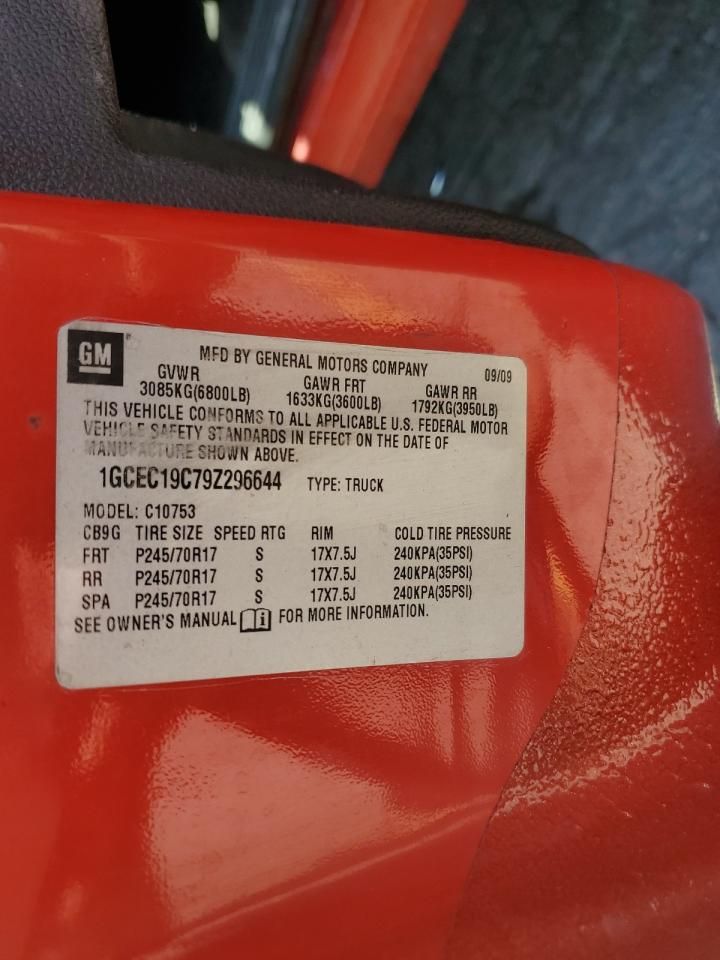 GM
MFD BY GENERAL MOTORS COMPANY 09/09
GVWR GAWR FRT GAWR RR
3085KG(6800LB) 1633KG(3600LB) 1792KG(3950LB)
THIS VEHICLE CONFORMS TO ALL APPLICABLE U.S. FEDERAL MOTOR
VEHICLE SAFETY STANDARDS IN EFFECT ON THE DATE OF
MANUFACTURE SHOWN ABOVE.
1GCEC19C79Z296644 TYPE: TRUCK
MODEL: C10753
CB9G TIRE SIZE SPEED RTG RIM COLD TIRE PRESSURE
FRT P245/70R17 S 17X7.5J 240KPA(35PSI)
RR P245/70R17 S 17X7.5J 240KPA(35PSI)
SPA P245/70R17 S 17X7.5J 240KPA(35PSI)
SEE OWNER'S MANUAL i FOR MORE INFORMATION.